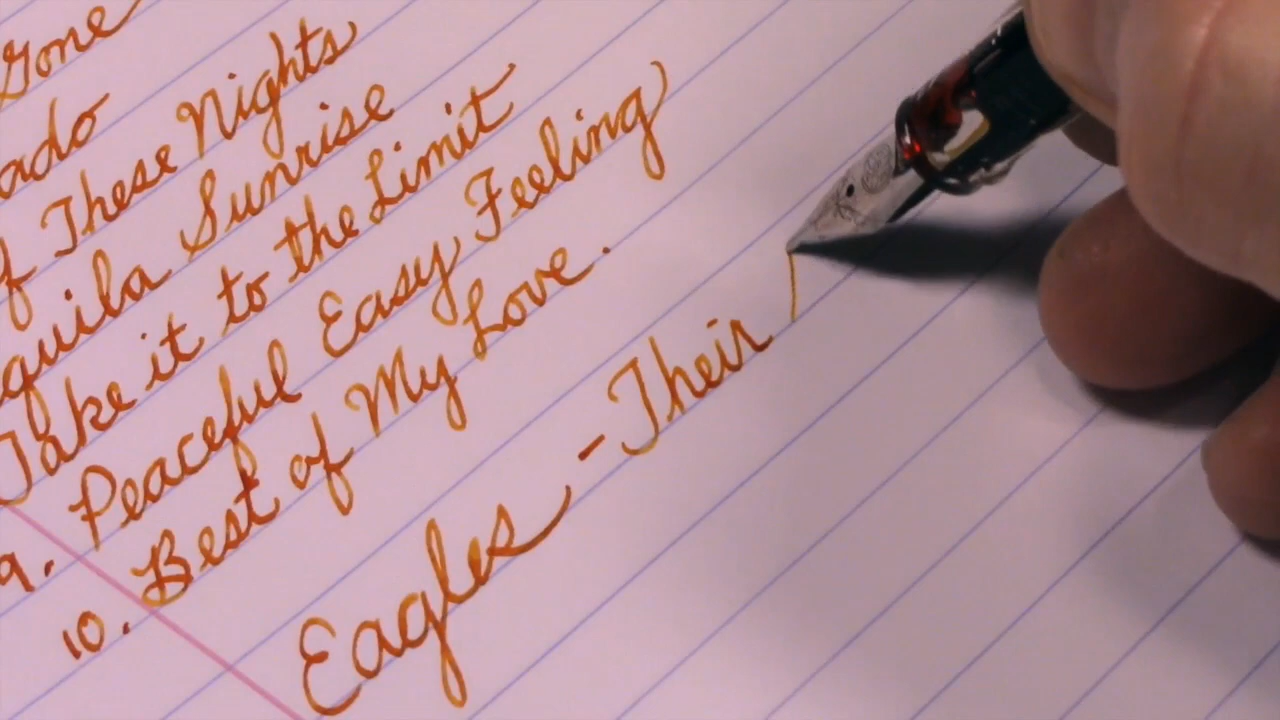 Gone
ado
f These Nights
equila Sunrise
Take it to the Limit
9. Peaceful Easy Feeling
10. Best of My Love.
Eagles - Their